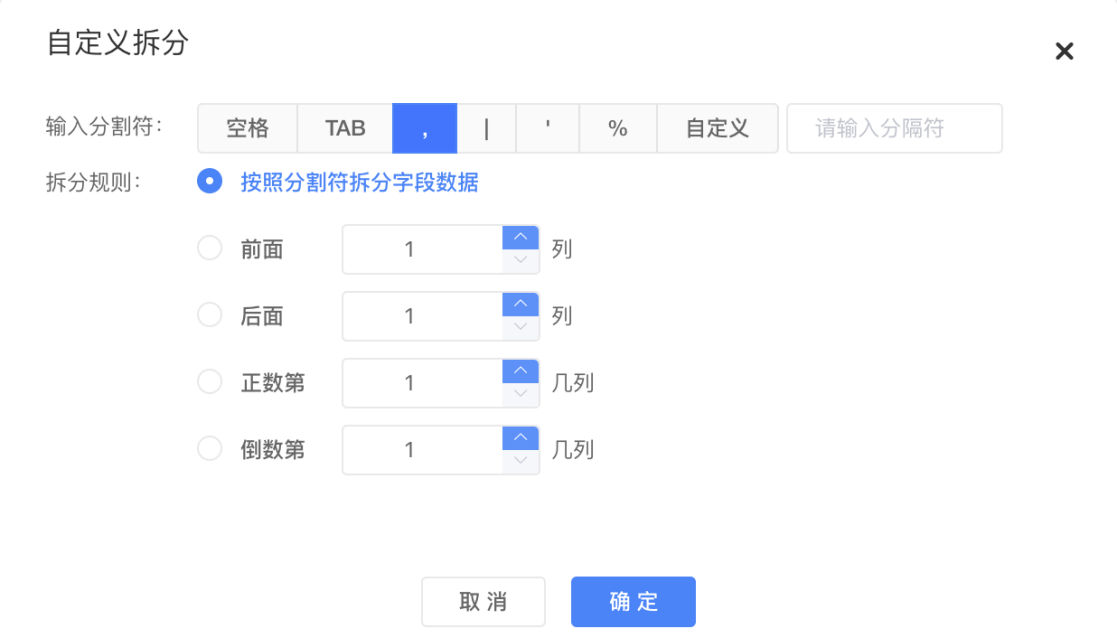 自定义拆分
输入分割符： 空格 TAB , | ' % 自定义 请输入分隔符
拆分规则： 按照分割符拆分字段数据
前面 1 列
后面 1 列
正数第 1 几列
倒数第 1 几列
取消 确定